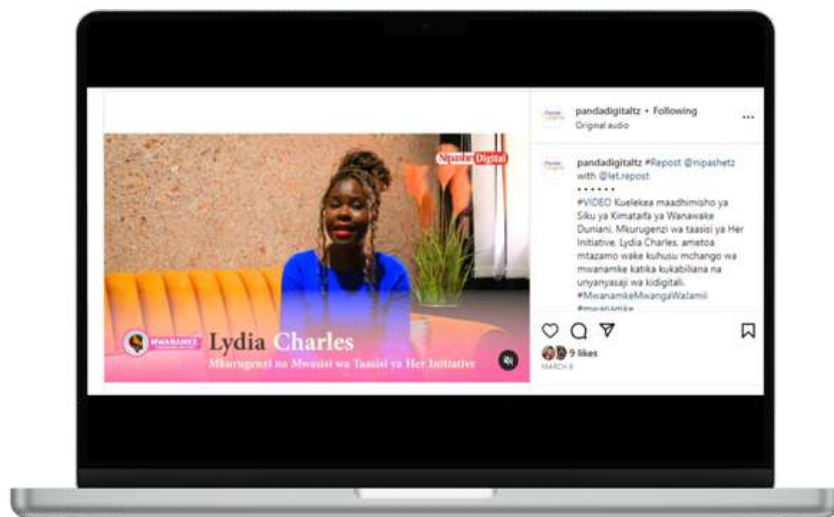 Nipashe Digital
MWANAMKE
Lydia Charles
Mkurugenzi na Mwasisi wa Taasisi ya Her Initiative
pandadigitaltz • Following
Original audio
pandadigitaltz #Repost @nipashetz
with @let.repost
• • • • • •
#VIDEO Kuelekea maadhimisho ya
Siku ya Kimataifa ya Wanawake
Duniani, Mkurugenzi wa taasisi ya Her
Initiative, Lydia Charles, ametoa
mtazamo wake kuhusu mchango wa
mwanamke katika kukabiliana na
unyanyasaji wa kidigitali.
#MwanamkeMwangaWaJamii
#mwanamke
9 likes
MARCH 8